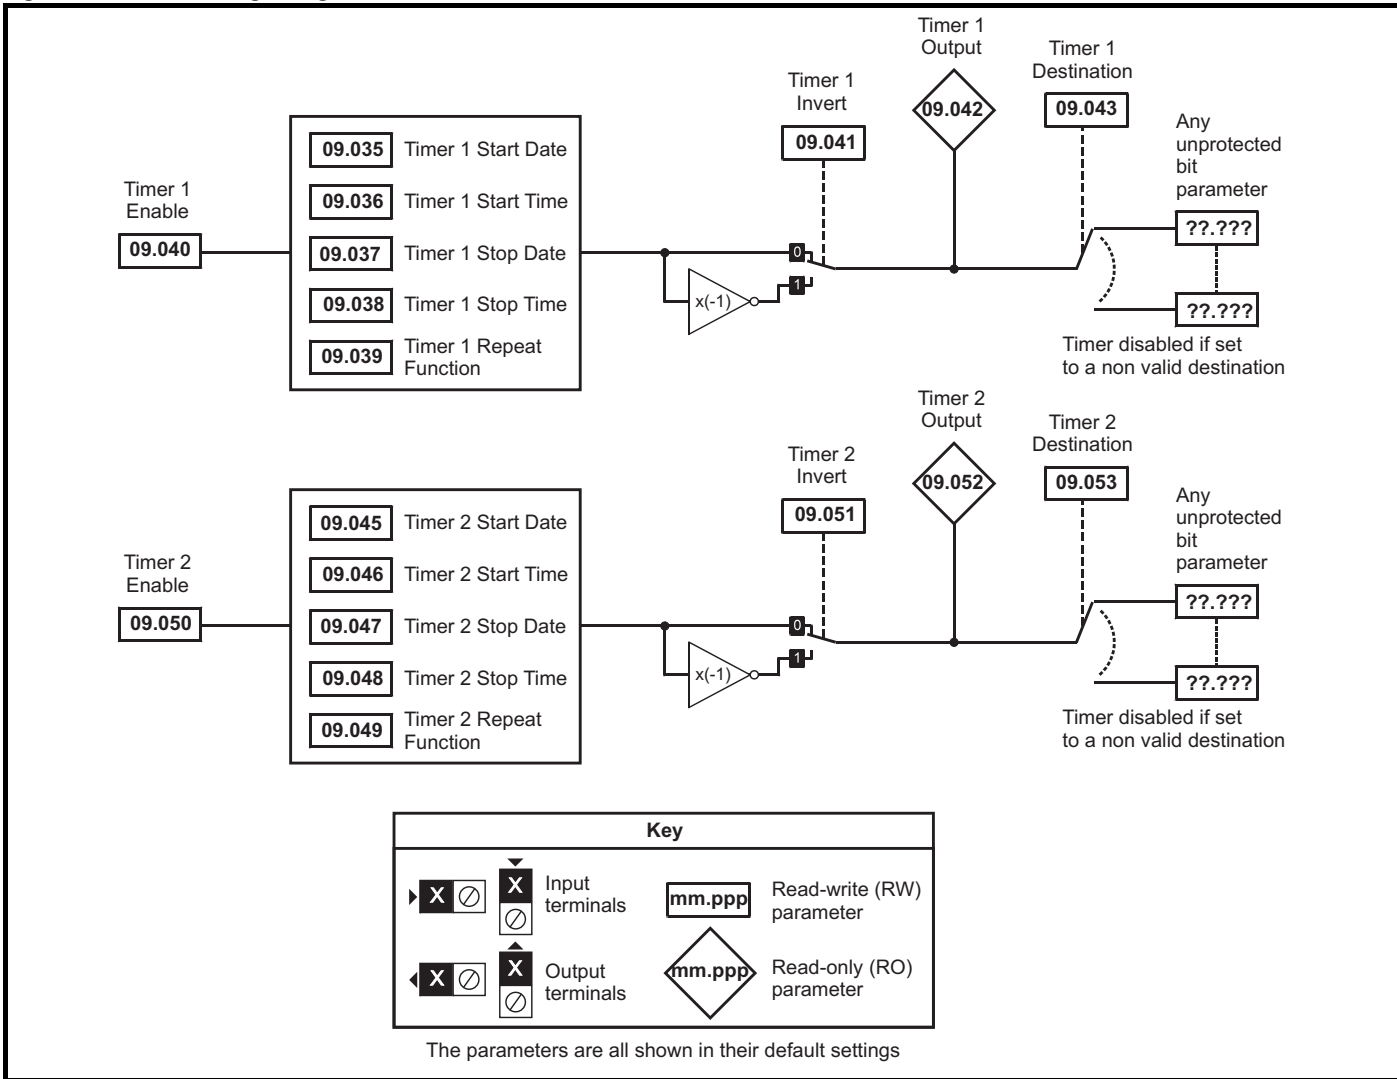 Timer 1
Output
Timer 1
Destination
Timer 1
Invert
09.042
09.043
09.041
Any
unprotected
bit
parameter
Timer 1
Enable
09.040
09.035 Timer 1 Start Date
09.036 Timer 1 Start Time
09.037 Timer 1 Stop Date
09.038 Timer 1 Stop Time
09.039 Timer 1 Repeat
Function
0
1
x(-1)
??.???
??.???
Timer disabled if set
to a non valid destination
Timer 2
Output
Timer 2
Destination
Timer 2
Invert
09.052
09.053
09.051
Any
unprotected
bit
parameter
Timer 2
Enable
09.050
09.045 Timer 2 Start Date
09.046 Timer 2 Start Time
09.047 Timer 2 Stop Date
09.048 Timer 2 Stop Time
09.049 Timer 2 Repeat
Function
0
1
x(-1)
??.???
??.???
Timer disabled if set
to a non valid destination
Key
X X Input
terminals
mm.ppp Read-write (RW)
parameter
X X Output
terminals
mm.ppp Read-only (RO)
parameter
The parameters are all shown in their default settings